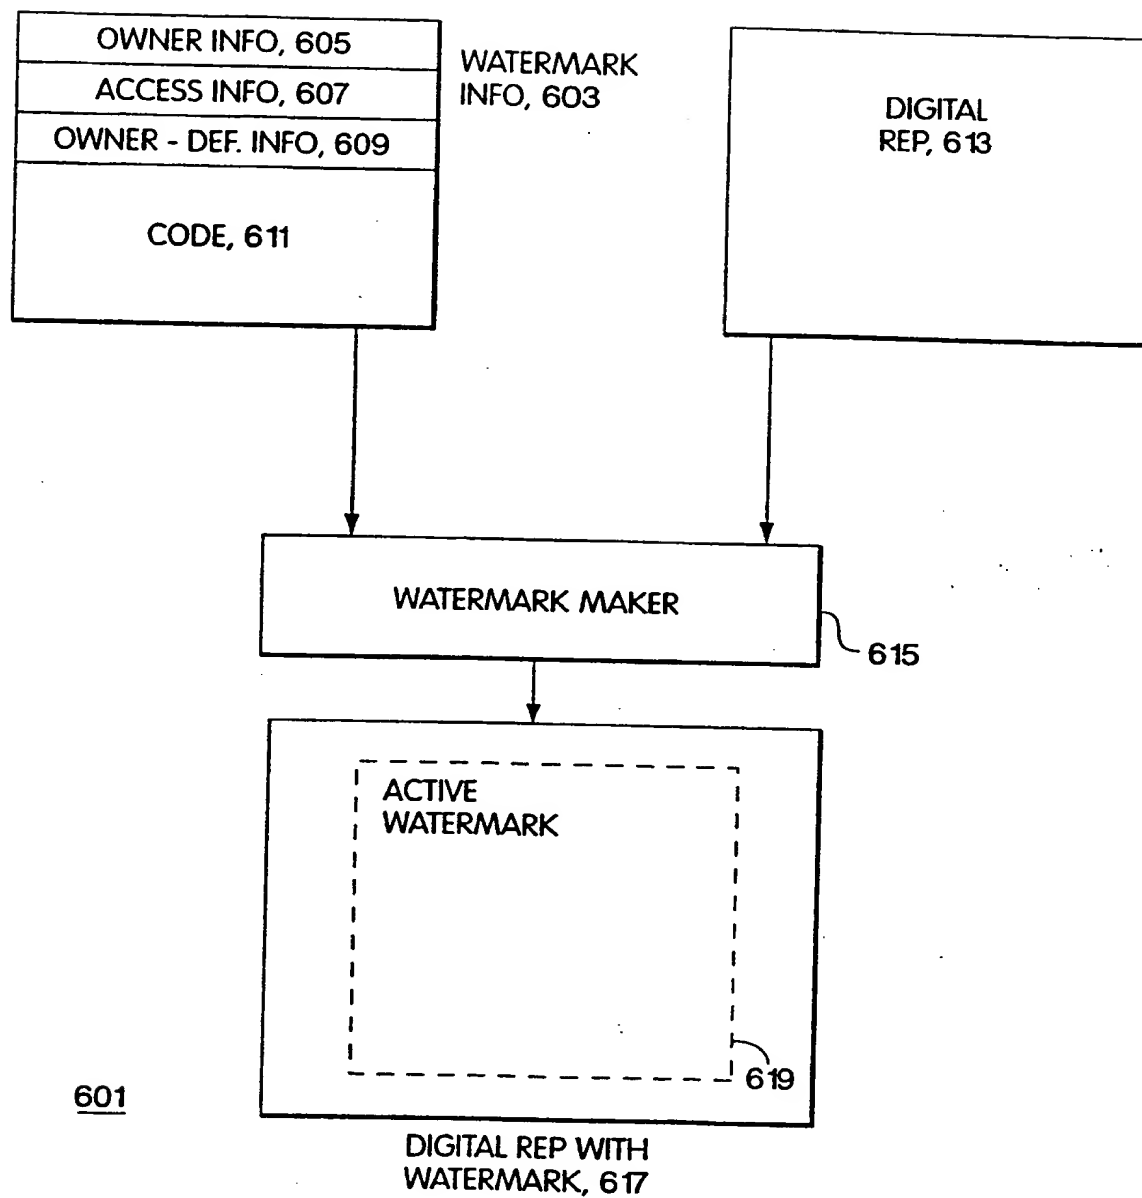 OWNER INFO, 605
ACCESS INFO, 607
OWNER - DEF. INFO, 609
CODE, 611
WATERMARK
INFO, 603
DIGITAL
REP, 613
WATERMARK MAKER
615
ACTIVE
WATERMARK
619
601
DIGITAL REP WITH
WATERMARK, 617